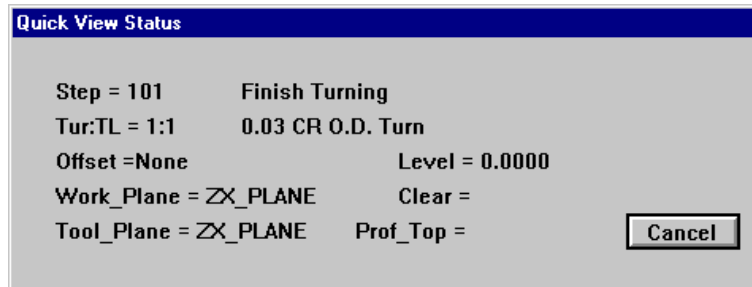 Quick View Status
Step = 101 Finish Turning
Tur:TL = 1:1 0.03 CR O.D. Turn
Offset =None Level = 0.0000
Work_Plane = ZX_PLANE Clear =
Tool_Plane = ZX_PLANE Prof_Top =
Cancel